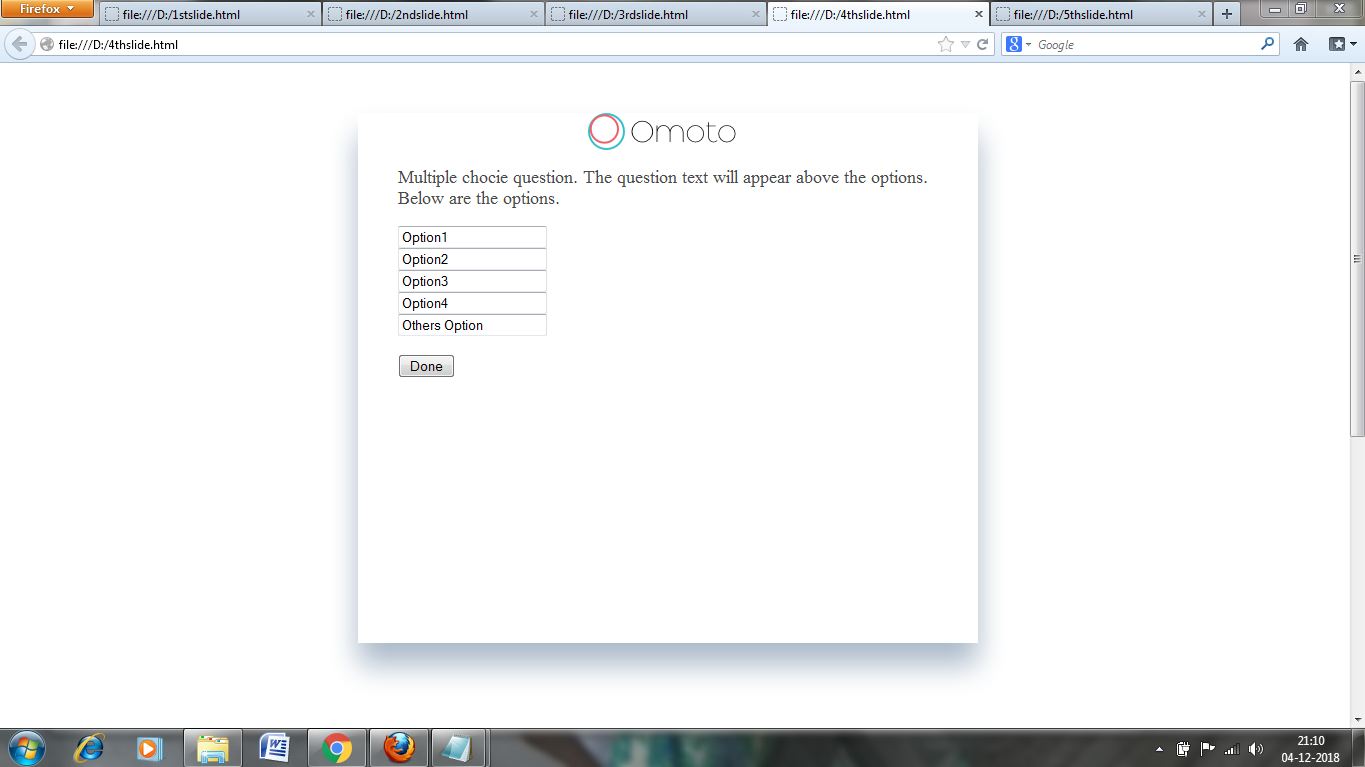 Firefox
file:///D:/1stslide.html
file:///D:/2ndslide.html
file:///D:/3rdslide.html
file:///D:/4thslide.html
file:///D:/5thslide.html
file:///D:/4thslide.html
Google
Omoto
Multiple chocie question. The question text will appear above the options.
Below are the options.
Option1
Option2
Option3
Option4
Others Option
Done
21:10
04-12-2018